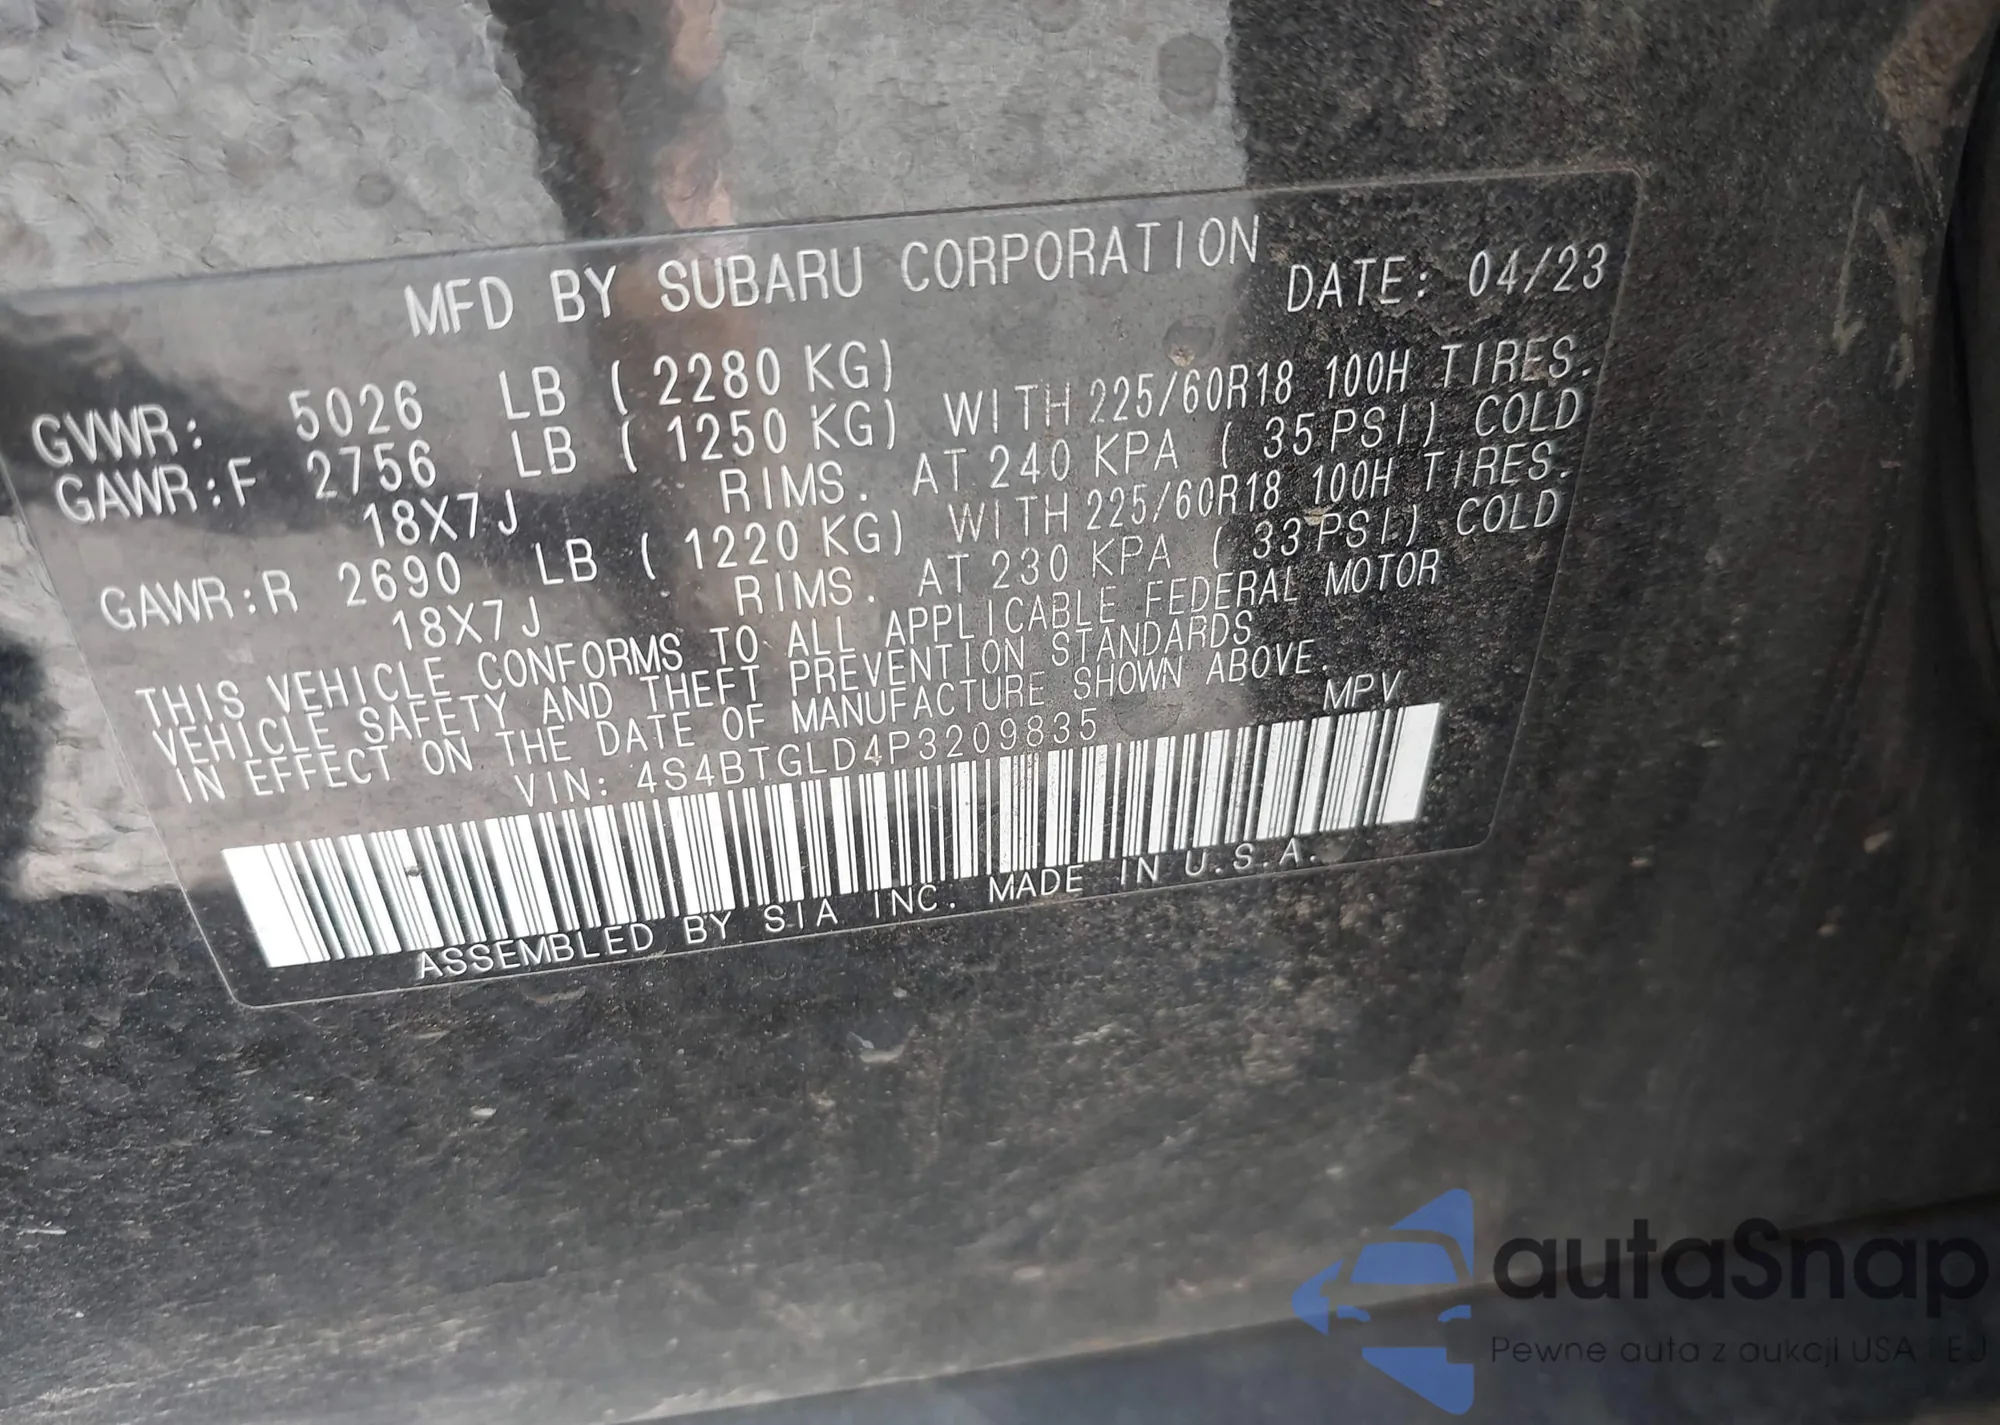 MFD BY SUBARU CORPORATION
DATE: 04/23
GVWR: 5026 LB ( 2280 KG)
GAWR:F 2756 LB ( 1250 KG) WITH 225/60R18 100H TIRES.
18X7J RIMS. AT 240 KPA ( 35 PSI) COLD
GAWR:R 2690 LB ( 1220 KG) WITH 225/60R18 100H TIRES.
18X7J RIMS. AT 230 KPA ( 33 PSI) COLD
THIS VEHICLE CONFORMS TO ALL APPLICABLE FEDERAL MOTOR
VEHICLE SAFETY AND THEFT PREVENTION STANDARDS
IN EFFECT ON THE DATE OF MANUFACTURE SHOWN ABOVE.
VIN: 4S4BTGLD4P3209835 MPV
ASSEMBLED BY SIA INC. MADE IN U.S.A.
autaSnap
Pewne auta z aukcji USA i EU